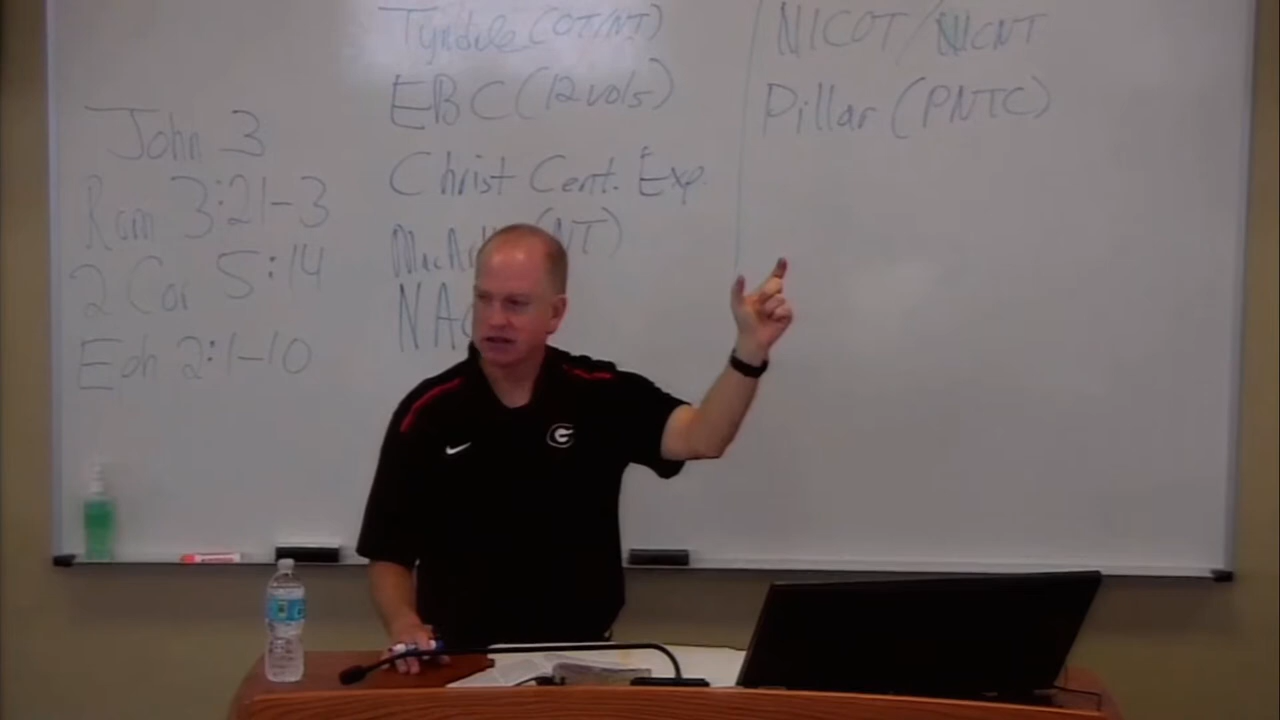 John 3
Rom 3:21-3
2 Cor 5:14
Eph 2:1-10
Tyndale (OT/NT)
EBC (12 vols)
Christ Cent. Exp.
NT)
NICOT/NICNT
Pillar (PNTC)
G